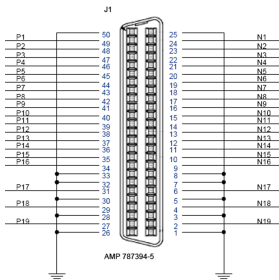 J1
P1 50 25 N1
P2 49 24 N2
P3 48 23 N3
P4 47 22 N4
P5 46 21 N5
P6 45 20 N6
P7 44 19 N7
P8 43 18 N8
P9 42 17 N9
P10 41 16 N10
P11 40 15 N11
P12 39 14 N12
P13 38 13 N13
P14 37 12 N14
P15 36 11 N15
P16 35 10 N16
34 9
33 8
32 7
P17 31 6 N17
30 5
P18 29 4 N18
28 3
P19 27 2 N19
26 1
AMP 787394-5